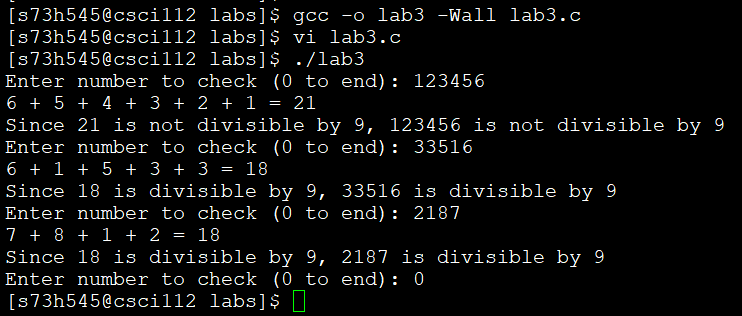 [s73h545@csci112 labs]$ gcc -o lab3 -Wall lab3.c
[s73h545@csci112 labs]$ vi lab3.c
[s73h545@csci112 labs]$ ./lab3
Enter number to check (0 to end): 123456
6 + 5 + 4 + 3 + 2 + 1 = 21
Since 21 is not divisible by 9, 123456 is not divisible by 9
Enter number to check (0 to end): 33516
6 + 1 + 5 + 3 + 3 = 18
Since 18 is divisible by 9, 33516 is divisible by 9
Enter number to check (0 to end): 2187
7 + 8 + 1 + 2 = 18
Since 18 is divisible by 9, 2187 is divisible by 9
Enter number to check (0 to end): 0
[s73h545@csci112 labs]$